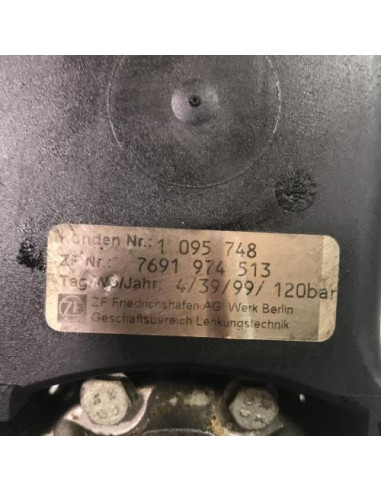 Kunden Nr.: 1 095 748
ZF Nr.: 7691 974 513
Tag/Wo/Jahr: 4/39/99/ 120bar
ZF Friedrichshafen AG Werk Berlin
Geschäftsbereich Lenkungstechnik